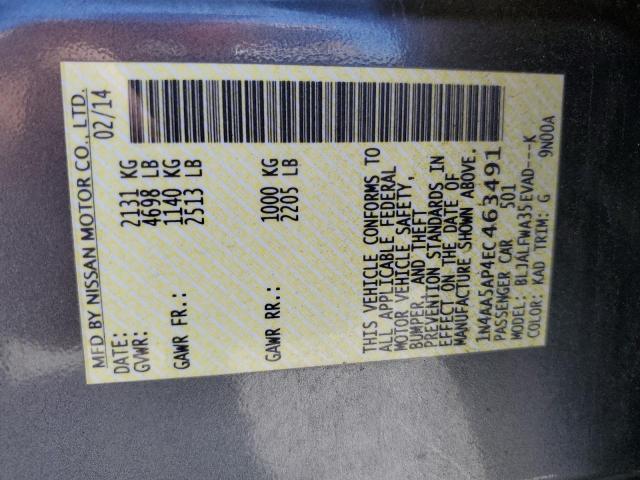 MFD BY NISSAN MOTOR CO., LTD.
DATE: 02/14
GVWR: 2131 KG
4698 LB
GAWR FR.: 1140 KG
2513 LB
GAWR RR.: 1000 KG
2205 LB
THIS VEHICLE CONFORMS TO
ALL APPLICABLE FEDERAL
MOTOR VEHICLE SAFETY,
BUMPER, AND THEFT
PREVENTION STANDARDS IN
EFFECT ON THE DATE OF
MANUFACTURE SHOWN ABOVE.
1N4AA5AP4EC463491
PASSENGER CAR 501
MODEL: BL1ALFWA35EVAD---K
COLOR: KAD TRIM: G 9N00A